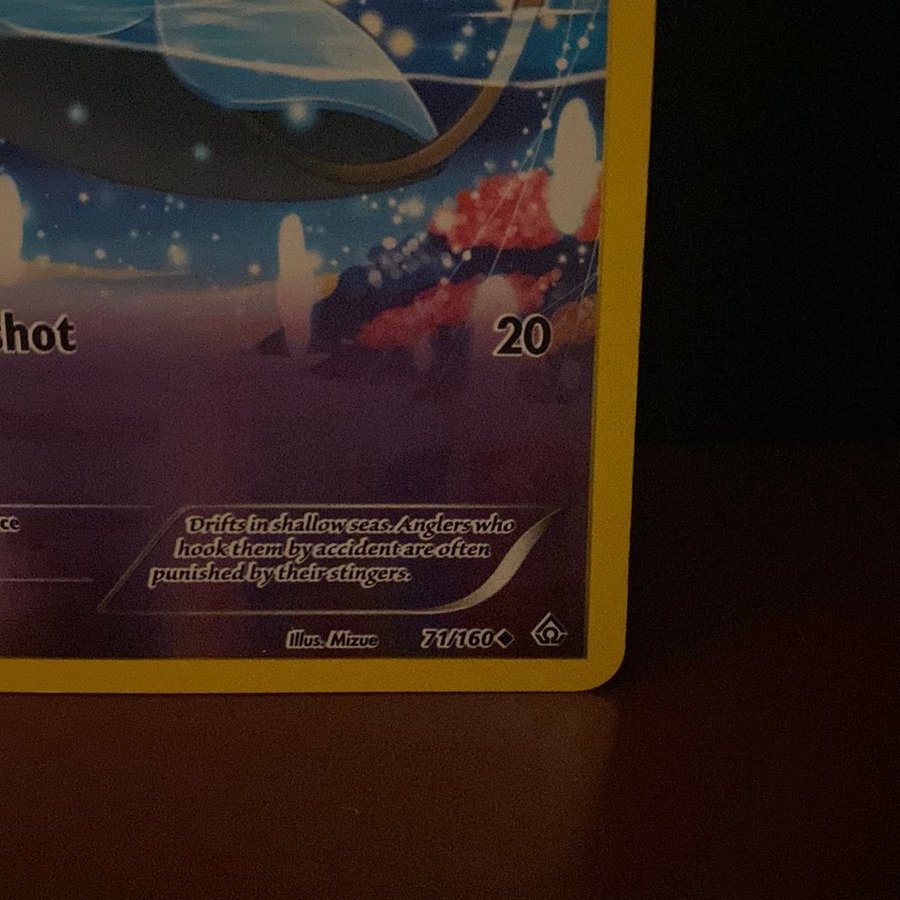 shot 20
ce
Drifts in shallow seas. Anglers who
hook them by accident are often
punished by their stingers.
Illus. Mizue 71/160